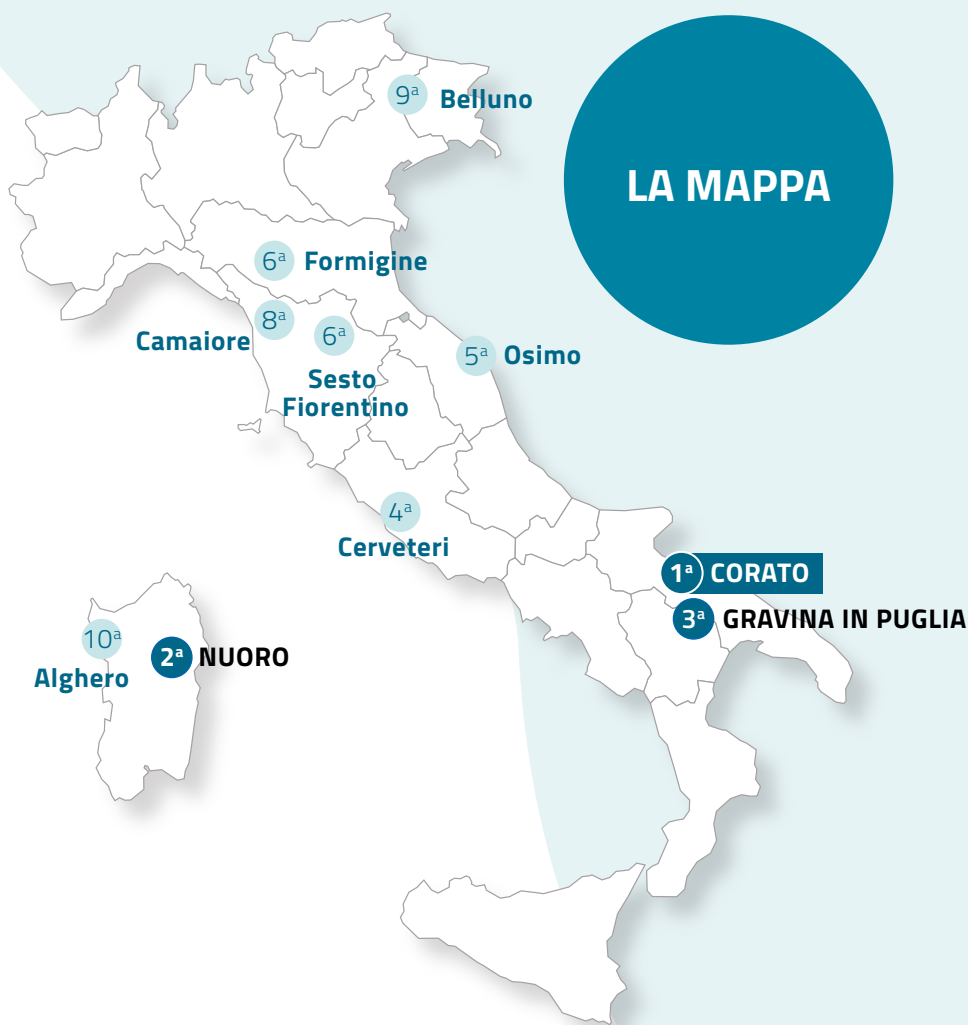 LA MAPPA
9ª Belluno
6ª Formigine
8ª
Camaiore
6ª
Sesto
Fiorentino
5ª Osimo
4ª
Cerveteri
1ª CORATO
3ª GRAVINA IN PUGLIA
10ª
Alghero
2ª NUORO